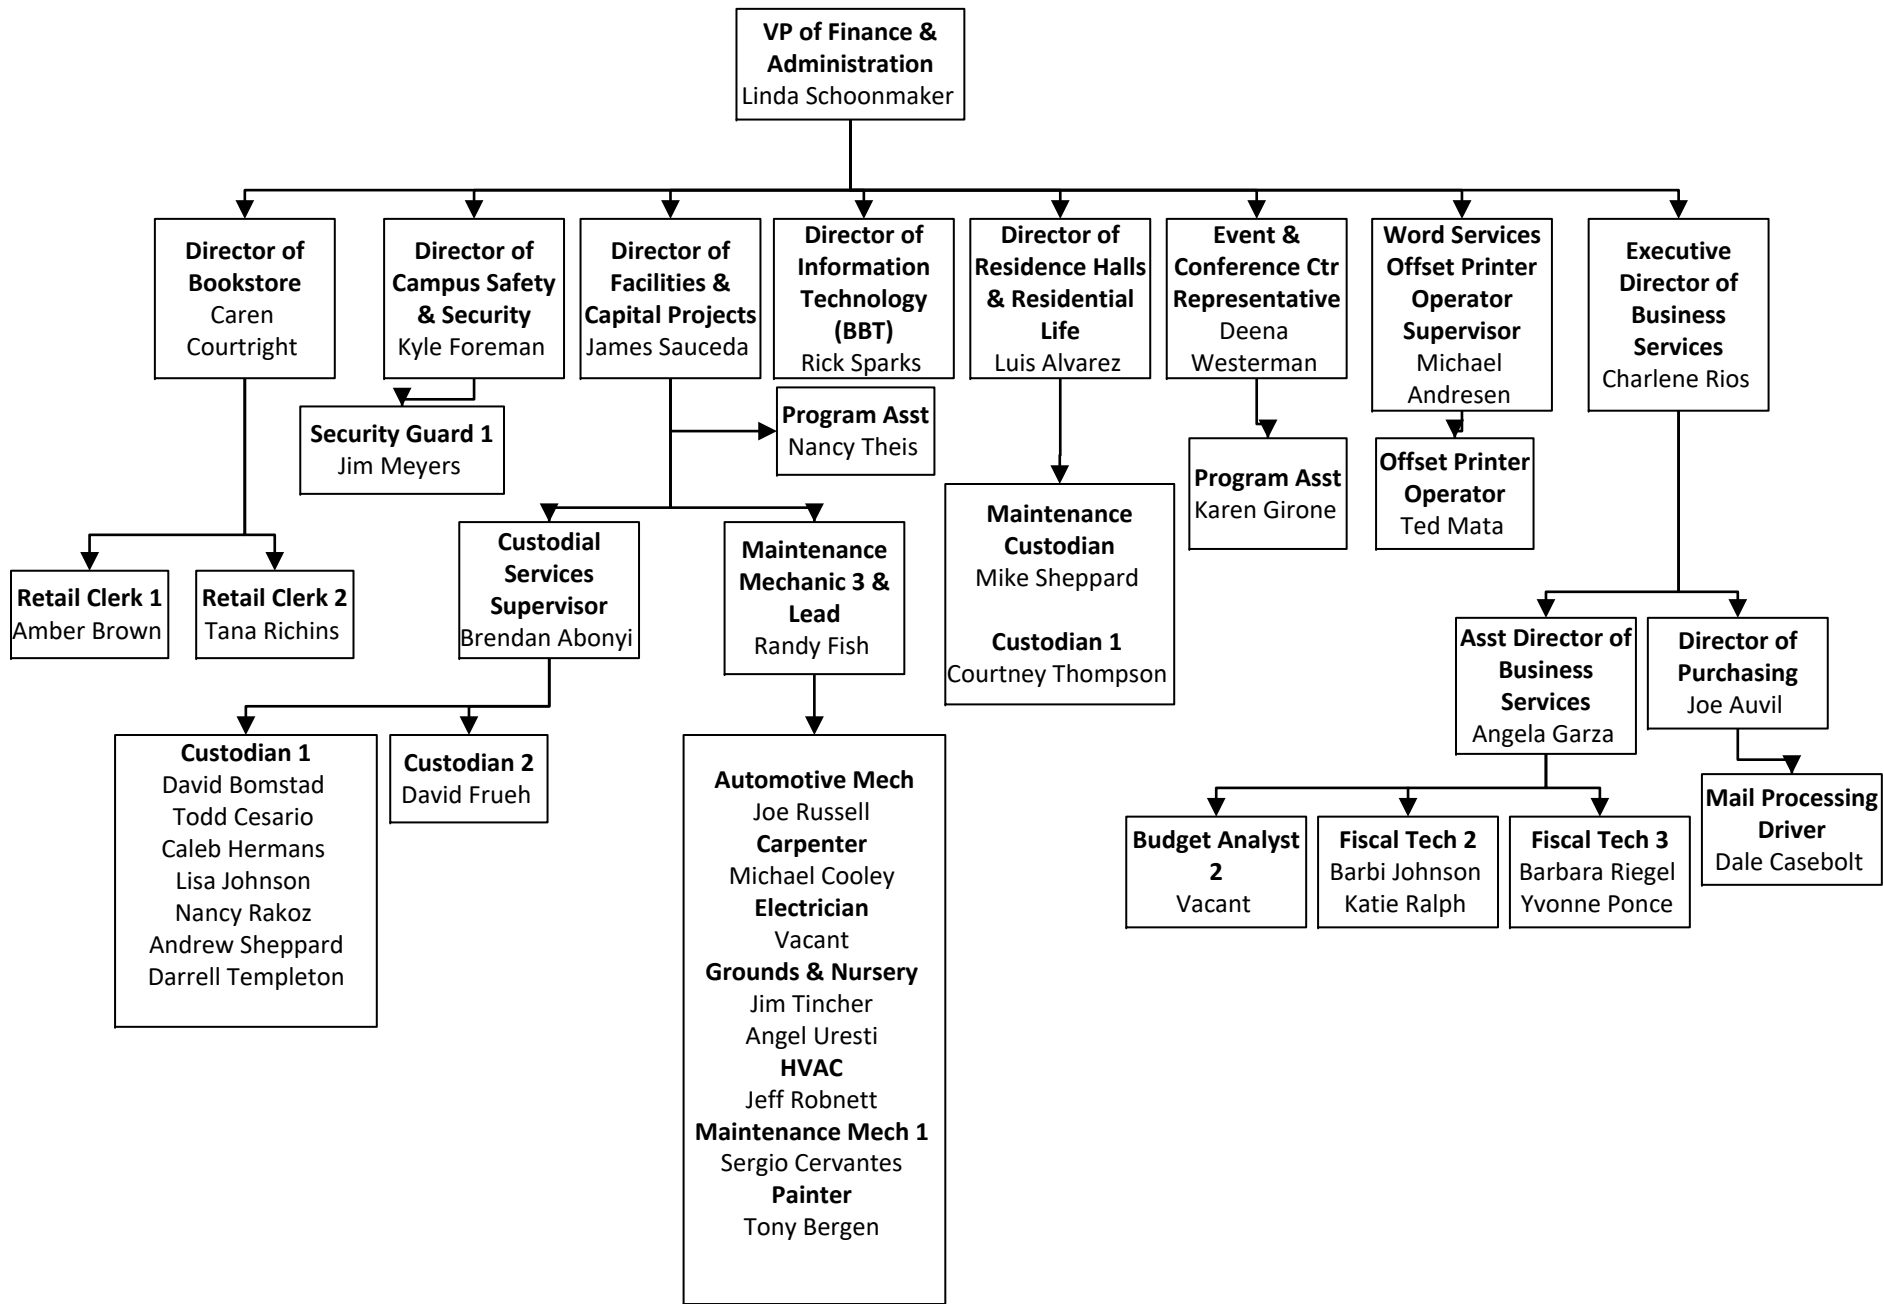 VP of Finance &
Administration
Linda Schoonmaker
Director of
Bookstore
Caren
Courtright
Director of
Campus Safety
& Security
Kyle Foreman
Director of
Facilities &
Capital Projects
James Sauceda
Director of
Information
Technology
(BBT)
Rick Sparks
Director of
Residence Halls
& Residential
Life
Luis Alvarez
Event &
Conference Ctr
Representative
Deena
Westerman
Word Services
Offset Printer
Operator
Supervisor
Michael
Andresen
Executive
Director of
Business
Services
Charlene Rios
Security Guard 1
Jim Meyers
Program Asst
Nancy Theis
Program Asst
Karen Girone
Offset Printer
Operator
Ted Mata
Retail Clerk 1
Amber Brown
Retail Clerk 2
Tana Richins
Custodial
Services
Supervisor
Brendan Abonyi
Maintenance
Mechanic 3 &
Lead
Randy Fish
Maintenance
Custodian
Mike Sheppard
Custodian 1
Courtney Thompson
Asst Director of
Business
Services
Angela Garza
Director of
Purchasing
Joe Auvil
Custodian 1
David Bomstad
Todd Cesario
Caleb Hermans
Lisa Johnson
Nancy Rakoz
Andrew Sheppard
Darrell Templeton
Custodian 2
David Frueh
Automotive Mech
Joe Russell
Carpenter
Michael Cooley
Electrician
Vacant
Grounds & Nursery
Jim Tincher
Angel Uresti
HVAC
Jeff Robnett
Maintenance Mech 1
Sergio Cervantes
Painter
Tony Bergen
Budget Analyst
2
Vacant
Fiscal Tech 2
Barbi Johnson
Katie Ralph
Fiscal Tech 3
Barbara Riegel
Yvonne Ponce
Mail Processing
Driver
Dale Casebolt